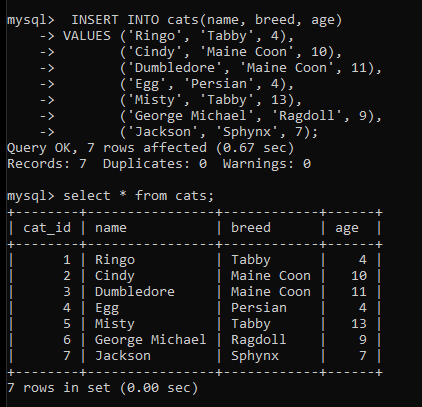 mysql>  INSERT INTO cats(name, breed, age)
    -> VALUES ('Ringo', 'Tabby', 4),
    ->        ('Cindy', 'Maine Coon', 10),
    ->        ('Dumbledore', 'Maine Coon', 11),
    ->        ('Egg', 'Persian', 4),
    ->        ('Misty', 'Tabby', 13),
    ->        ('George Michael', 'Ragdoll', 9),
    ->        ('Jackson', 'Sphynx', 7);
Query OK, 7 rows affected (0.67 sec)
Records: 7  Duplicates: 0  Warnings: 0

mysql> select * from cats;
+--------+----------------+------------+------+
| cat_id | name           | breed      | age  |
+--------+----------------+------------+------+
|      1 | Ringo          | Tabby      |    4 |
|      2 | Cindy          | Maine Coon |   10 |
|      3 | Dumbledore     | Maine Coon |   11 |
|      4 | Egg            | Persian    |    4 |
|      5 | Misty          | Tabby      |   13 |
|      6 | George Michael | Ragdoll    |    9 |
|      7 | Jackson        | Sphynx     |    7 |
+--------+----------------+------------+------+
7 rows in set (0.00 sec)